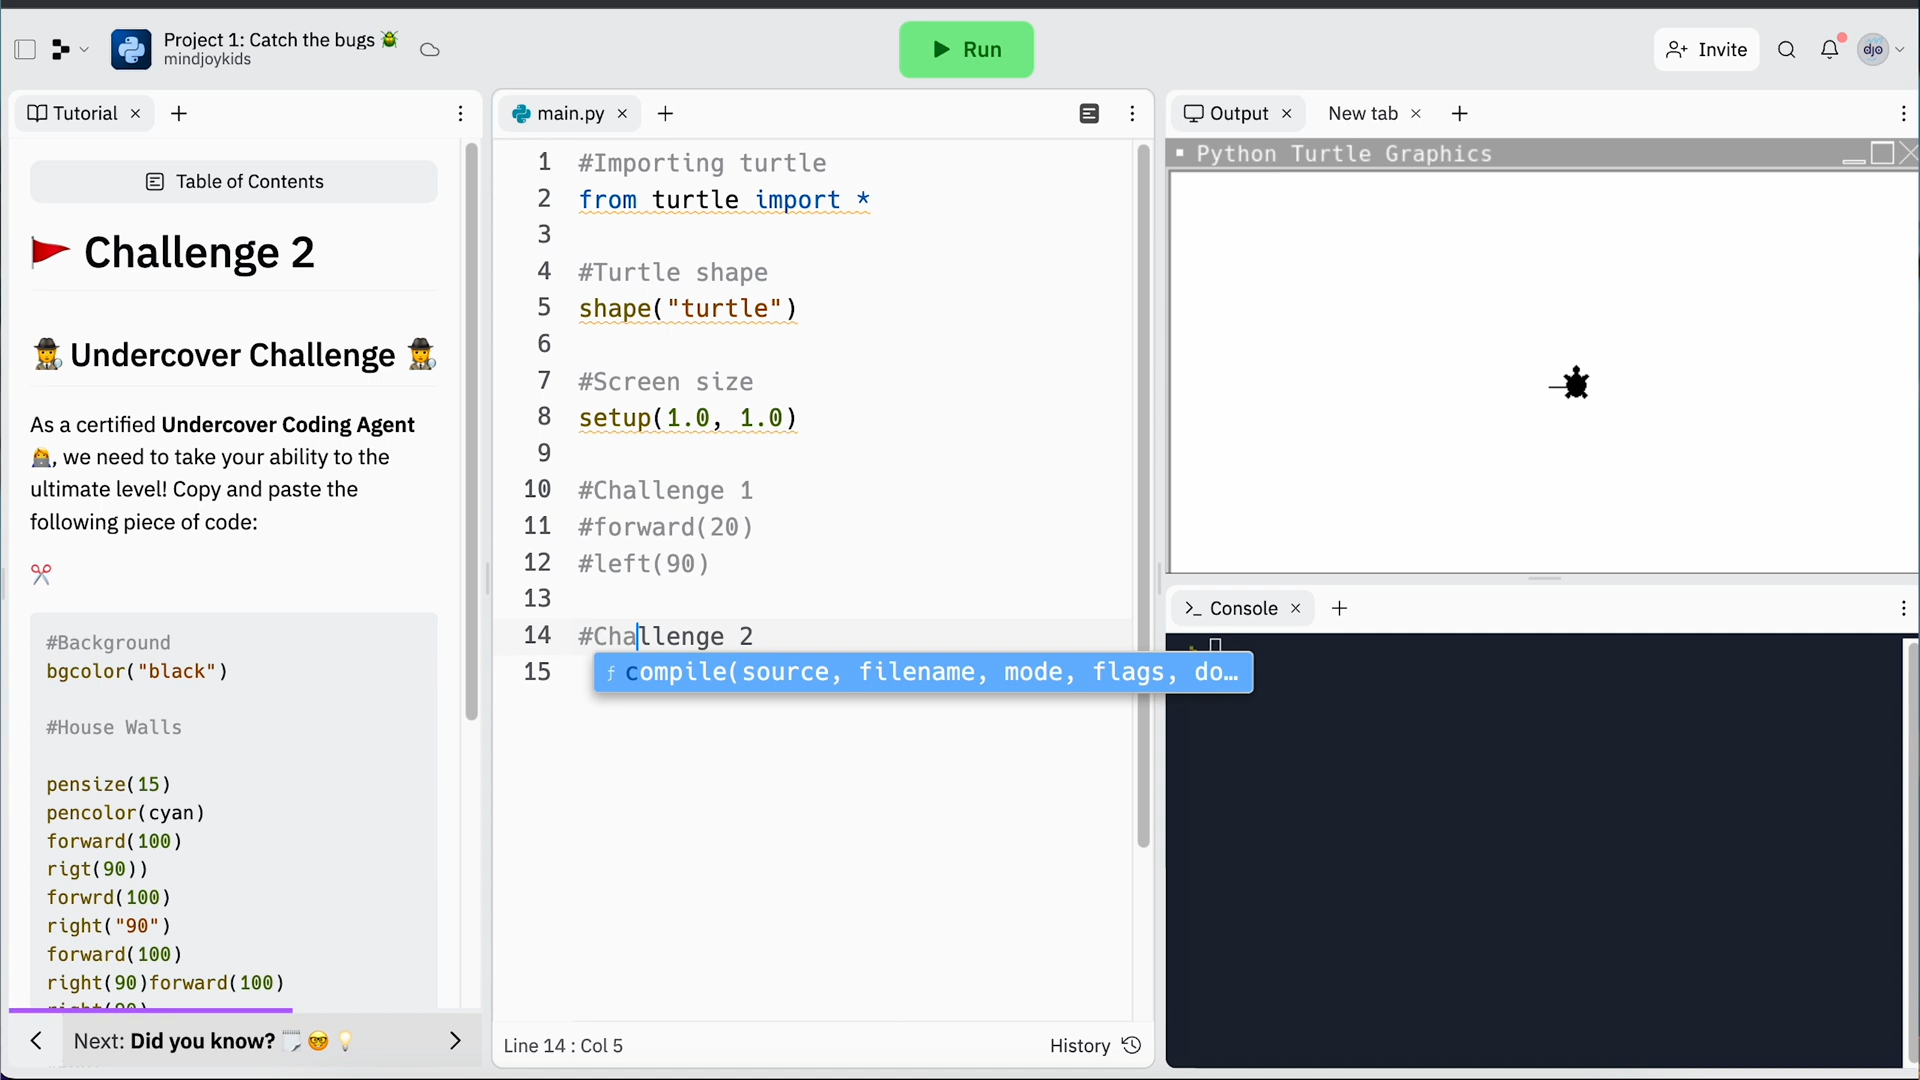 Project 1: Catch the bugs
mindjoykids
Run
Invite
djo
Tutorial
Table of Contents
Challenge 2
Undercover Challenge
As a certified Undercover Coding Agent
, we need to take your ability to the
ultimate level! Copy and paste the
following piece of code:
#Background
bgcolor("black")
#House Walls
pensize(15)
pencolor(cyan)
forward(100)
rigt(90))
forwrd(100)
right("90")
forward(100)
right(90)forward(100)
right(90)
Next: Did you know?
main.py
1 #Importing turtle
2 from turtle import *
3
4 #Turtle shape
5 shape("turtle")
6
7 #Screen size
8 setup(1.0, 1.0)
9
10 #Challenge 1
11 #forward(20)
12 #left(90)
13
14 #Challenge 2
15
compile(source, filename, mode, flags, do…
Line 14 : Col 5
History
Output
New tab
Python Turtle Graphics
>_ Console